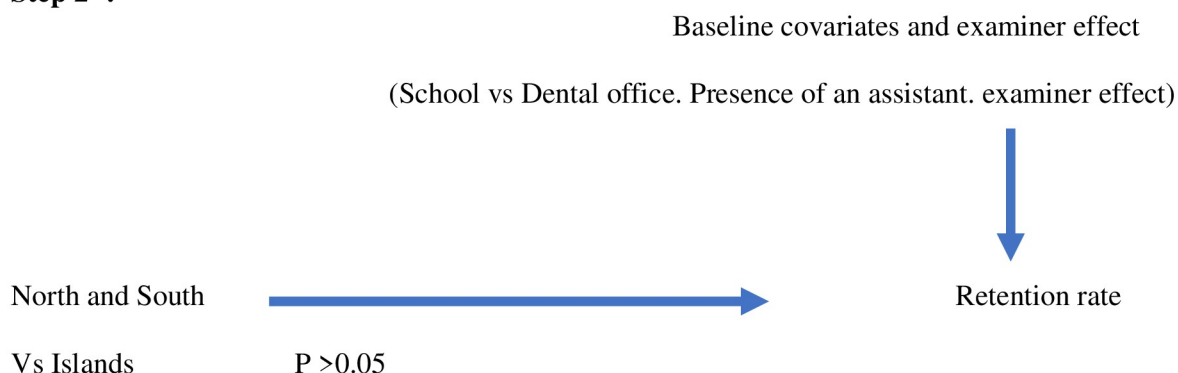 Baseline covariates and examiner effect
(School vs Dental office. Presence of an assistant. examiner effect)
North and South
Retention rate
Vs Islands
P >0.05